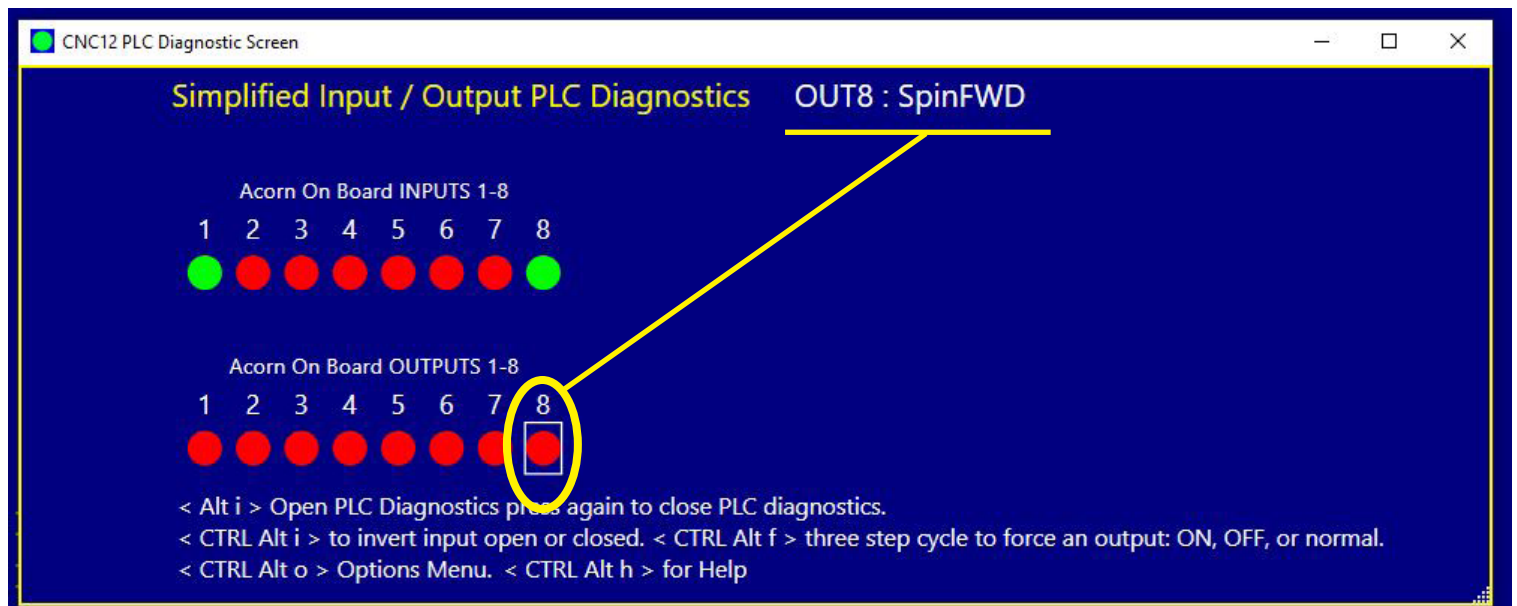 CNC12 PLC Diagnostic Screen
Simplified Input / Output PLC Diagnostics OUT8 : SpinFWD
Acorn On Board INPUTS 1-8
1 2 3 4 5 6 7 8
Acorn On Board OUTPUTS 1-8
1 2 3 4 5 6 7 8
< Alt i > Open PLC Diagnostics press again to close PLC diagnostics.
< CTRL Alt i > to invert input open or closed. < CTRL Alt f > three step cycle to force an output: ON, OFF, or normal.
< CTRL Alt o > Options Menu. < CTRL Alt h > for Help